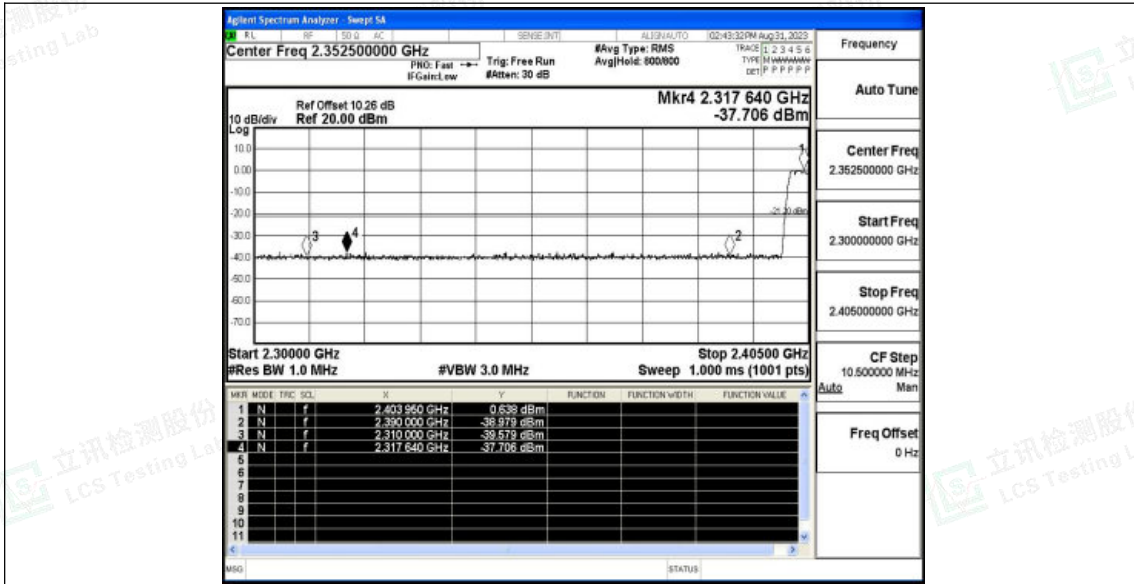 Agilent Spectrum Analyzer - Swept SA
RL RF 50 Ω AC SENSE:INT ALIGNAUTO 02:43:32PM Aug 31, 2023
Center Freq 2.352500000 GHz
PNO: Fast
IFGain:Low
Trig: Free Run
#Atten: 30 dB
#Avg Type: RMS
Avg|Hold: 800/800
TRACE 1 2 3 4 5 6
TYPE M WWWWW
DET P P P P P P
Frequency
Auto Tune
Center Freq
2.352500000 GHz
Start Freq
2.300000000 GHz
Stop Freq
2.405000000 GHz
CF Step
10.500000 MHz
Auto Man
Freq Offset
0 Hz
Mkr4 2.317 640 GHz
-37.706 dBm
Ref Offset 10.26 dB
10 dB/div Ref 20.00 dBm
Log
10.0
0.00
-10.0
-20.0
-30.0
-40.0
-50.0
-60.0
-70.0
1
2
3
4
Start 2.30000 GHz Stop 2.40500 GHz
#Res BW 1.0 MHz #VBW 3.0 MHz Sweep 1.000 ms (1001 pts)
MKR MODE TRC SCL X Y FUNCTION FUNCTION WIDTH FUNCTION VALUE
1 N f 2.403 950 GHz 0.638 dBm
2 N f 2.390 000 GHz -38.979 dBm
3 N f 2.310 000 GHz -39.579 dBm
4 N f 2.317 640 GHz -37.706 dBm
5
6
7
8
9
10
11
MSG STATUS
立讯检测股份
LCS Testing Lab